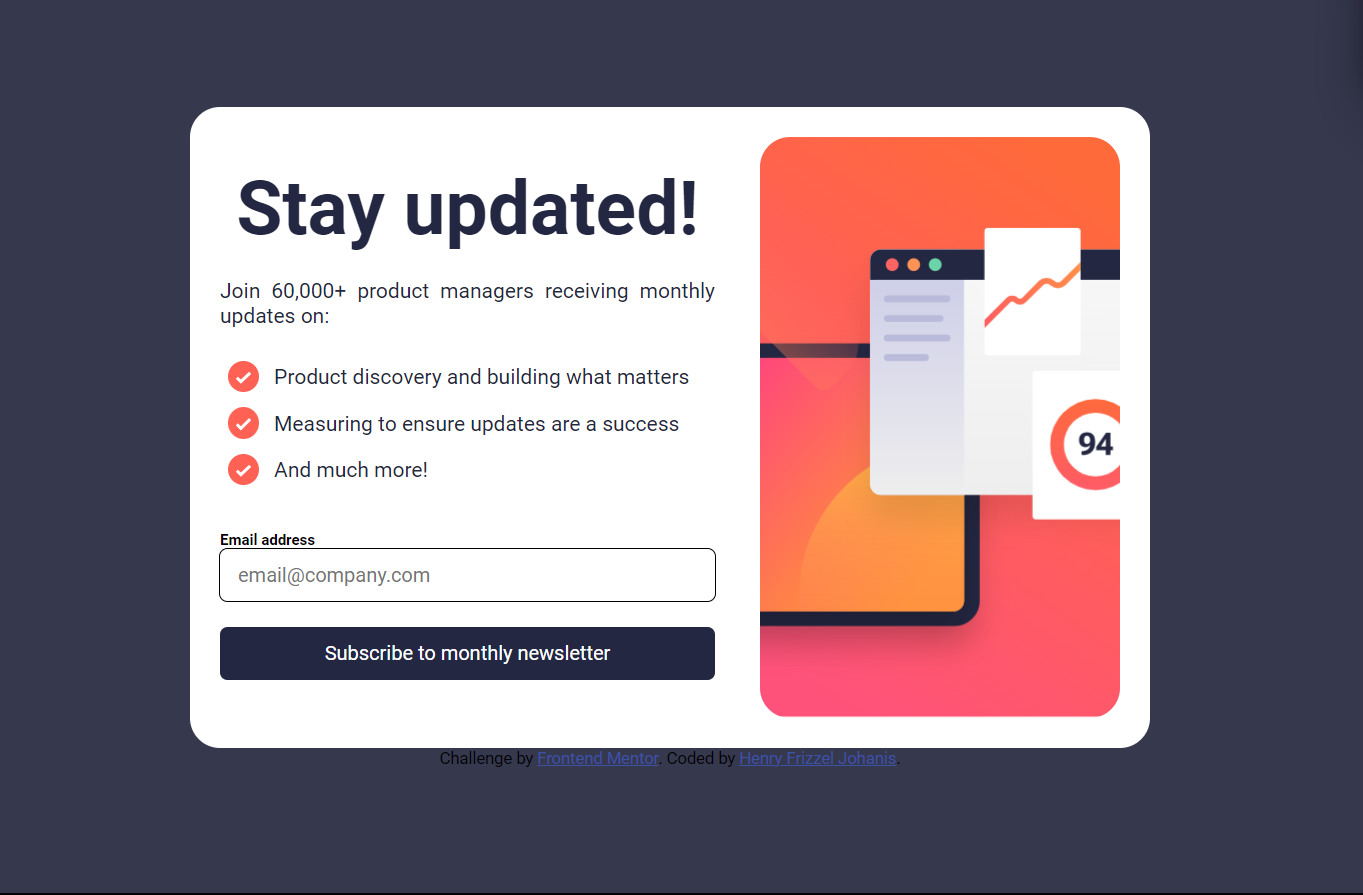 Stay updated!
Join 60,000+ product managers receiving monthly
updates on:
Product discovery and building what matters
Measuring to ensure updates are a success
And much more!
Email address
email@company.com
Subscribe to monthly newsletter
94
Challenge by Frontend Mentor. Coded by Henry Frizzel Johanis.